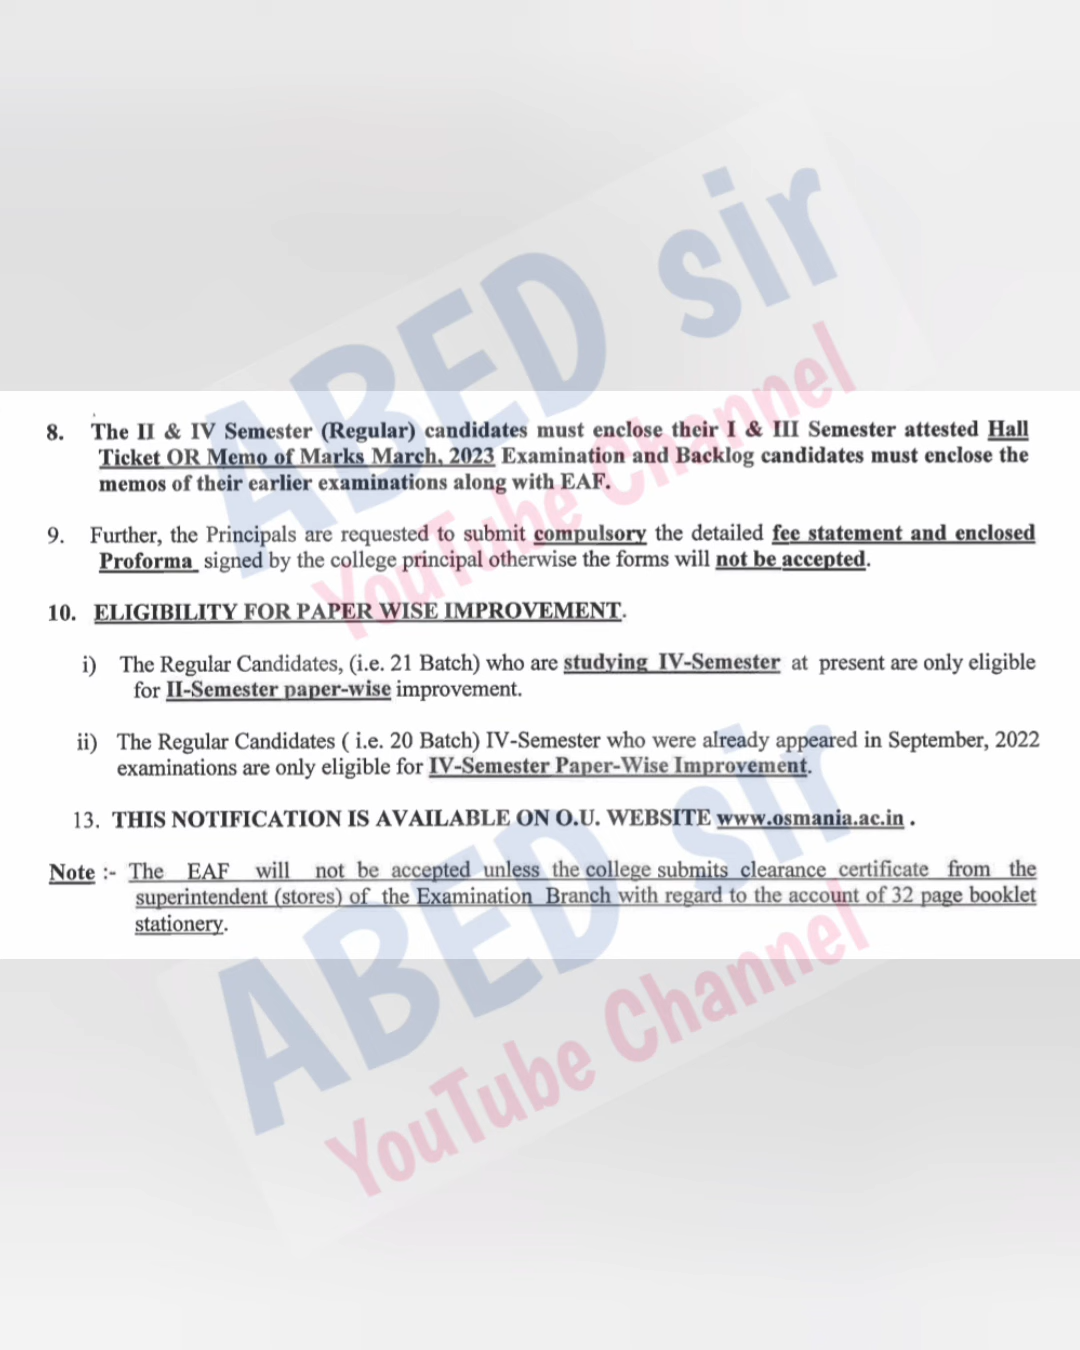 8. The II & IV Semester (Regular) candidates must enclose their I & III Semester attested Hall
Ticket OR Memo of Marks March, 2023 Examination and Backlog candidates must enclose the
memos of their earlier examinations along with EAF.
9. Further, the Principals are requested to submit compulsory the detailed fee statement and enclosed
Proforma signed by the college principal otherwise the forms will not be accepted.
10. ELIGIBILITY FOR PAPER WISE IMPROVEMENT.
i) The Regular Candidates, (i.e. 21 Batch) who are studying IV-Semester at present are only eligible
for II-Semester paper-wise improvement.
ii) The Regular Candidates ( i.e. 20 Batch) IV-Semester who were already appeared in September, 2022
examinations are only eligible for IV-Semester Paper-Wise Improvement.
13. THIS NOTIFICATION IS AVAILABLE ON O.U. WEBSITE www.osmania.ac.in .
Note :- The EAF will not be accepted unless the college submits clearance certificate from the
superintendent (stores) of the Examination Branch with regard to the account of 32 page booklet
stationery.
ABED sir
YouTube Channel
ABED sir
YouTube Channel